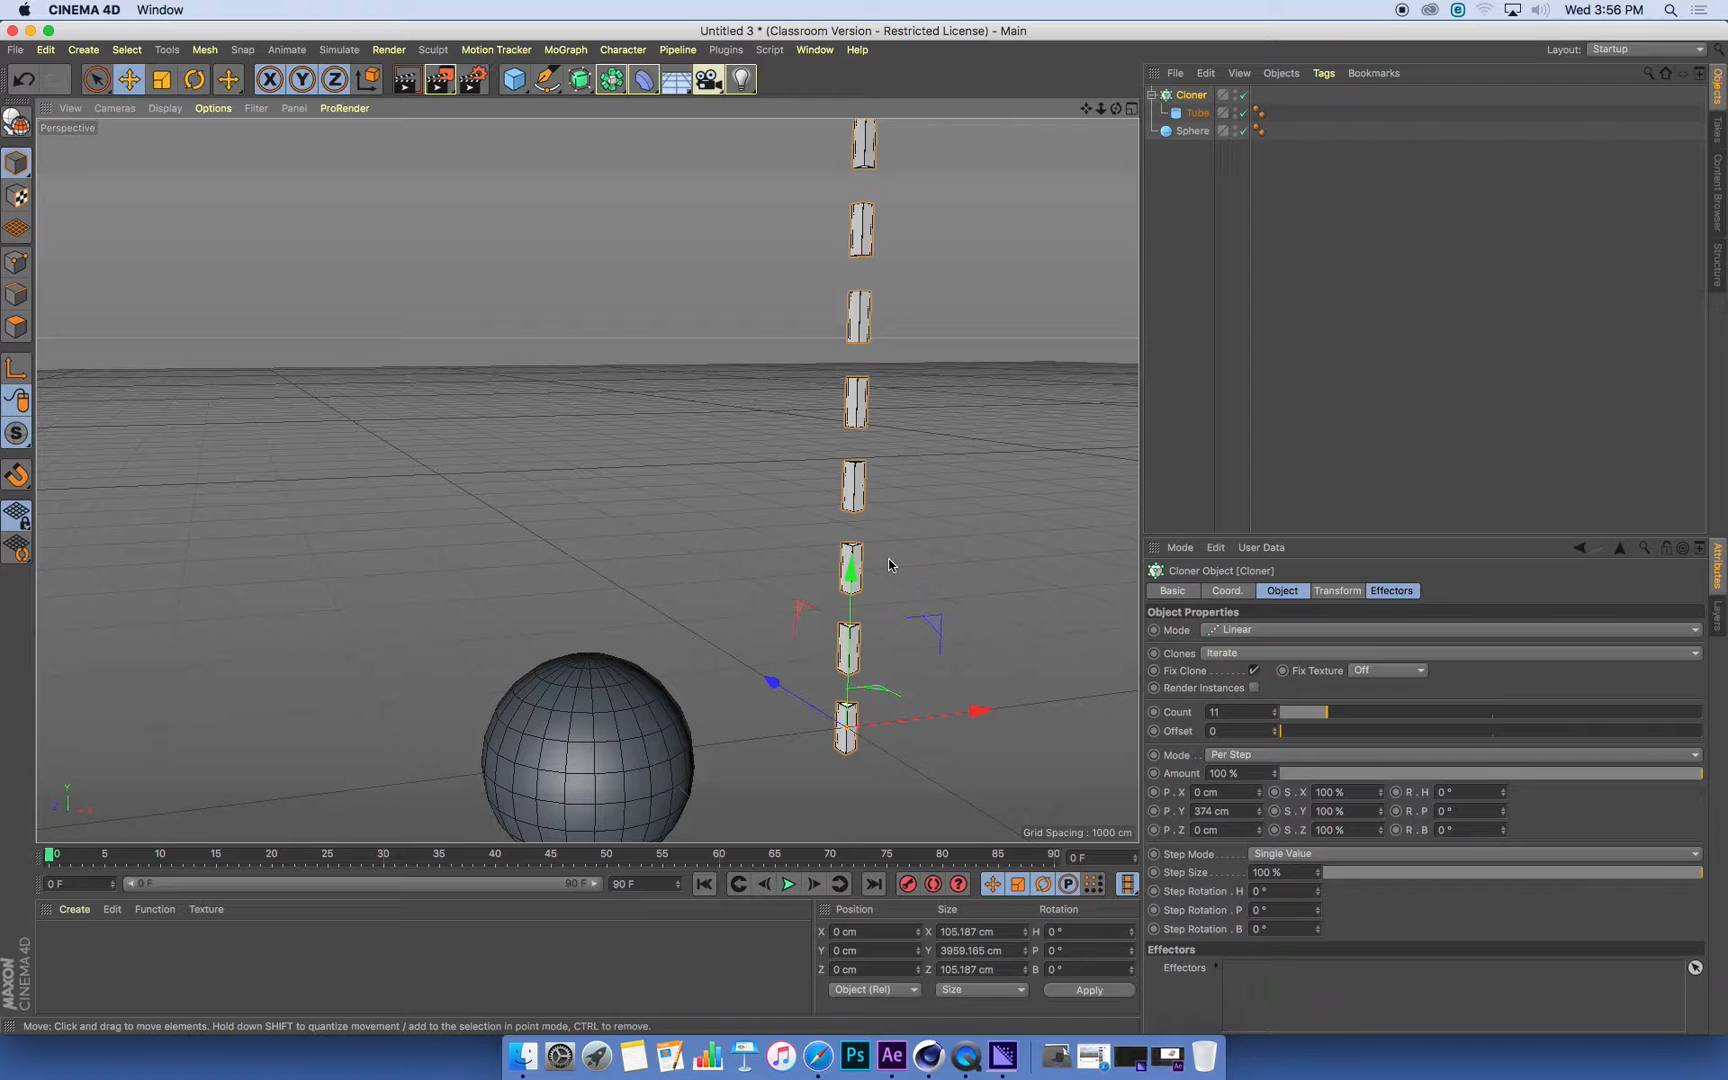 CINEMA 4D Window Wed 3:56 PM
Untitled 3 * (Classroom Version - Restricted License) - Main
File Edit Create Select Tools Mesh Snap Animate Simulate Render Sculpt Motion Tracker MoGraph Character Pipeline Plugins Script Window Help Layout: Startup
X Y Z
File Edit View Objects Tags Bookmarks
View Cameras Display Options Filter Panel ProRender
Perspective
Cloner
Tube
Sphere
Objects
Takes
Content Browser
Structure
Mode Edit User Data
Cloner Object [Cloner]
Basic Coord. Object Transform Effectors
Object Properties
Mode Linear
Clones Iterate
Fix Clone Fix Texture Off
Render Instances
Count 11
Offset 0
Mode Per Step
Amount 100 %
P . X 0 cm S . X 100 % R . H 0 °
P . Y 374 cm S . Y 100 % R . P 0 °
P . Z 0 cm S . Z 100 % R . B 0 °
Step Mode Single Value
Step Size 100 %
Step Rotation . H 0 °
Step Rotation . P 0 °
Step Rotation . B 0 °
Effectors
Effectors
Attributes
Layers
Y
Z X
Grid Spacing : 1000 cm
0 5 10 15 20 25 30 35 40 45 50 55 60 65 70 75 80 85 90 0 F
0 F 0 F 90 F 90 F
Create Edit Function Texture
Position Size Rotation
X 0 cm X 105.187 cm H 0 °
Y 0 cm Y 3959.165 cm P 0 °
Z 0 cm Z 105.187 cm B 0 °
Object (Rel) Size Apply
MAXON CINEMA 4D
Move: Click and drag to move elements. Hold down SHIFT to quantize movement / add to the selection in point mode, CTRL to remove.
Ps Ae